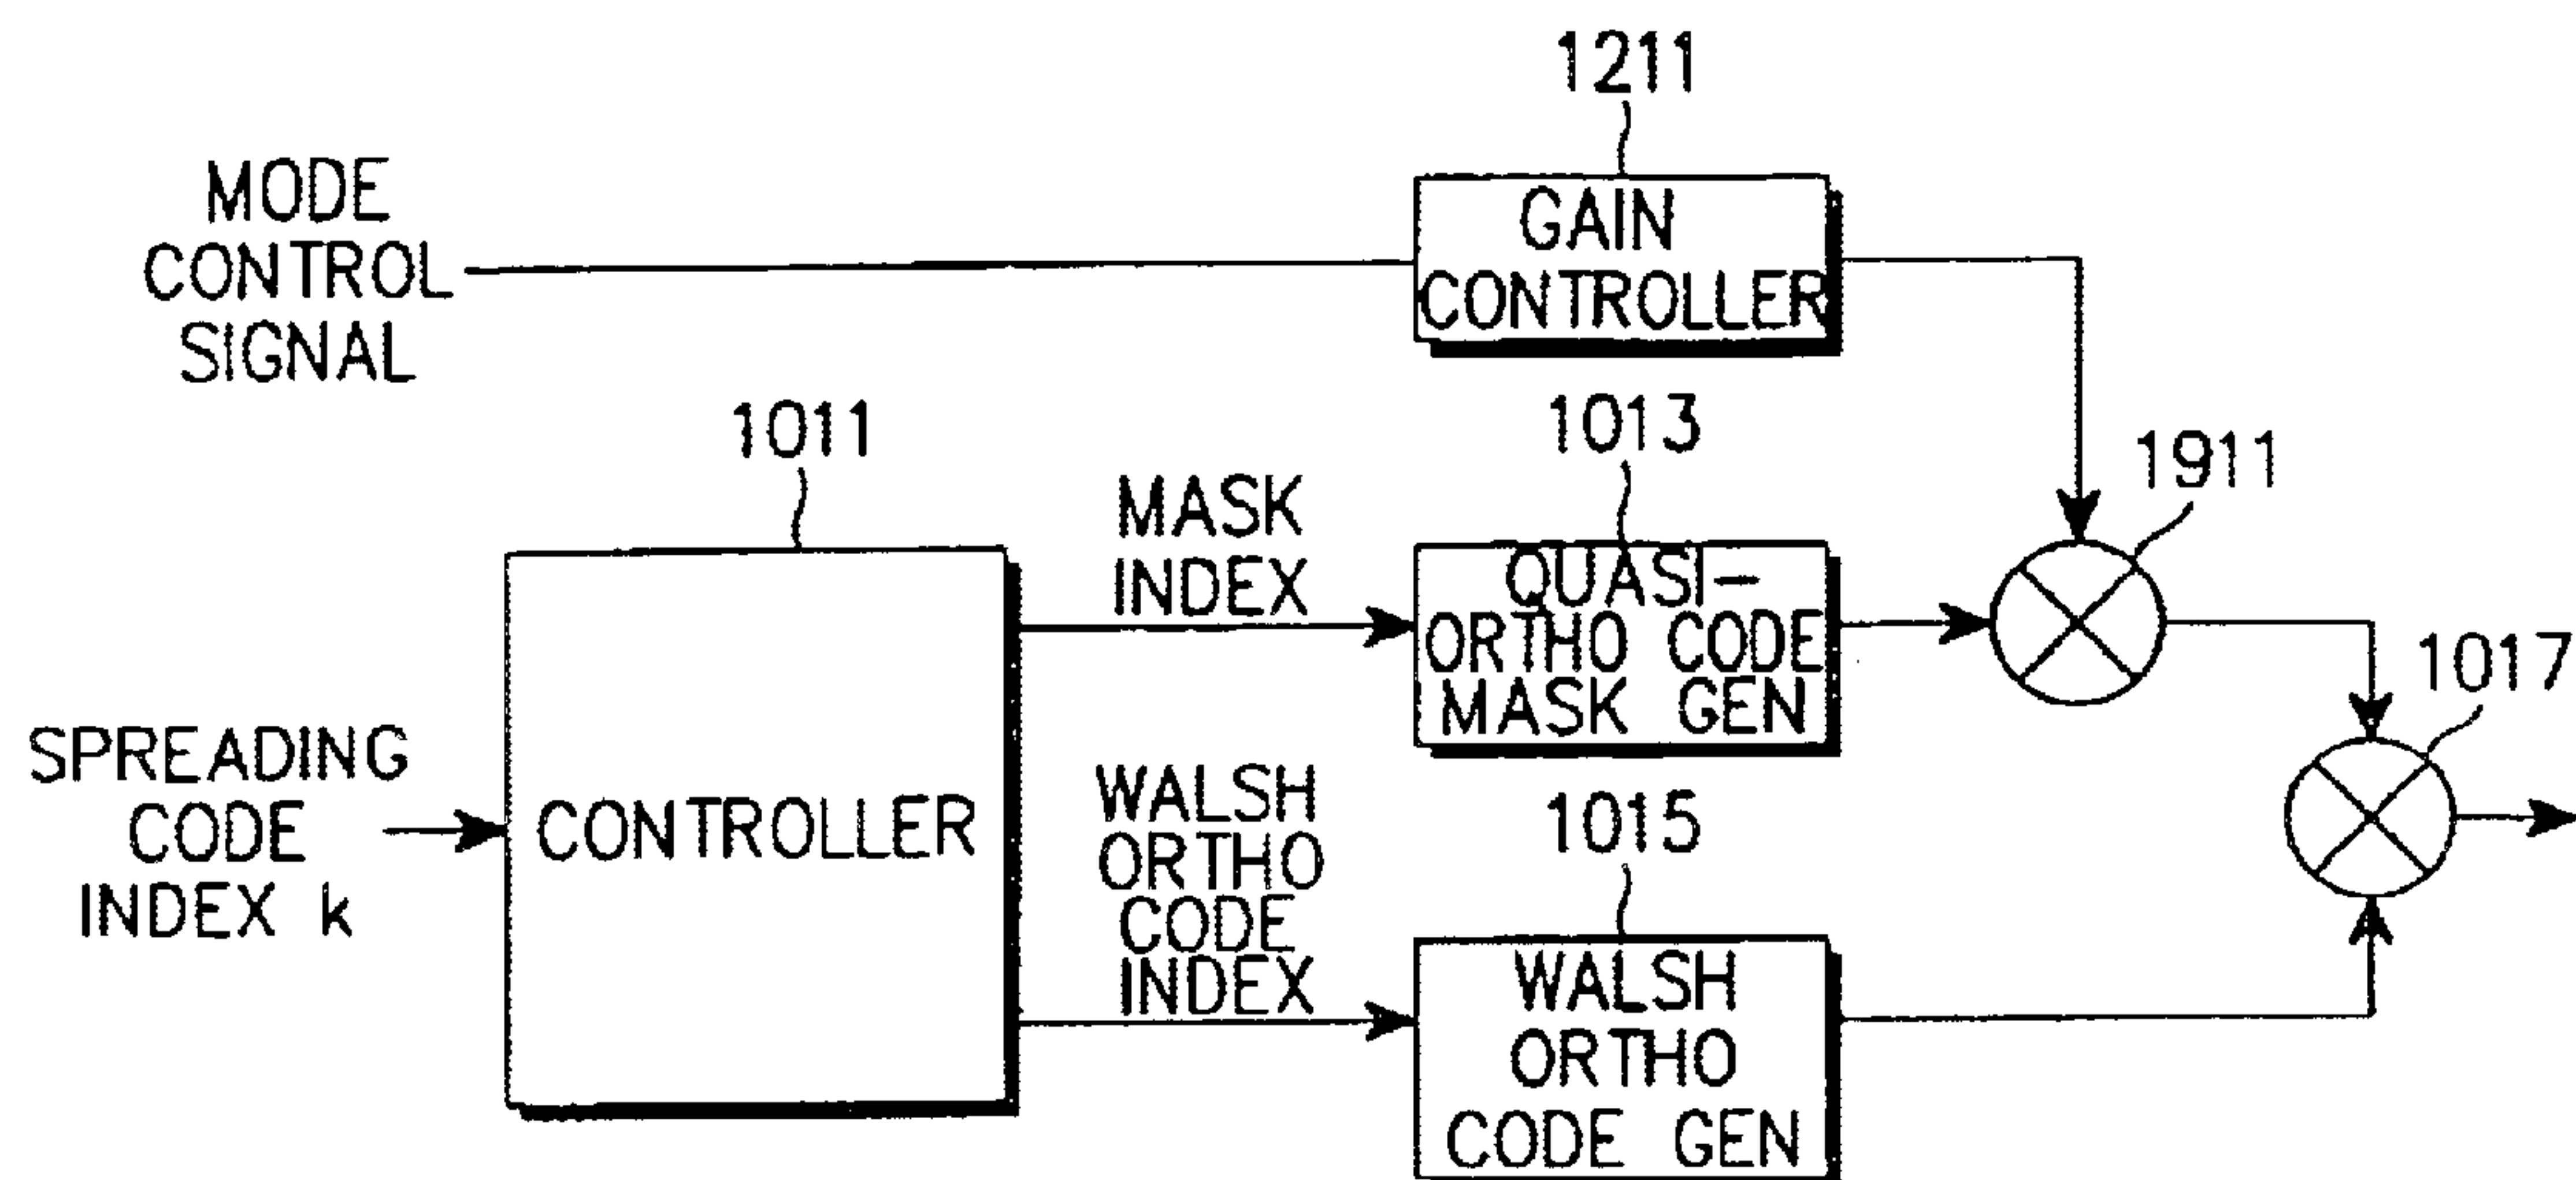 1211
MODE
CONTROL
SIGNAL
GAIN
CONTROLLER
1011
1013
1911
MASK
INDEX
QUASI-
ORTHO CODE
MASK GEN
1017
SPREADING
CODE
INDEX k
CONTROLLER
WALSH
ORTHO
CODE
INDEX
1015
WALSH
ORTHO
CODE GEN